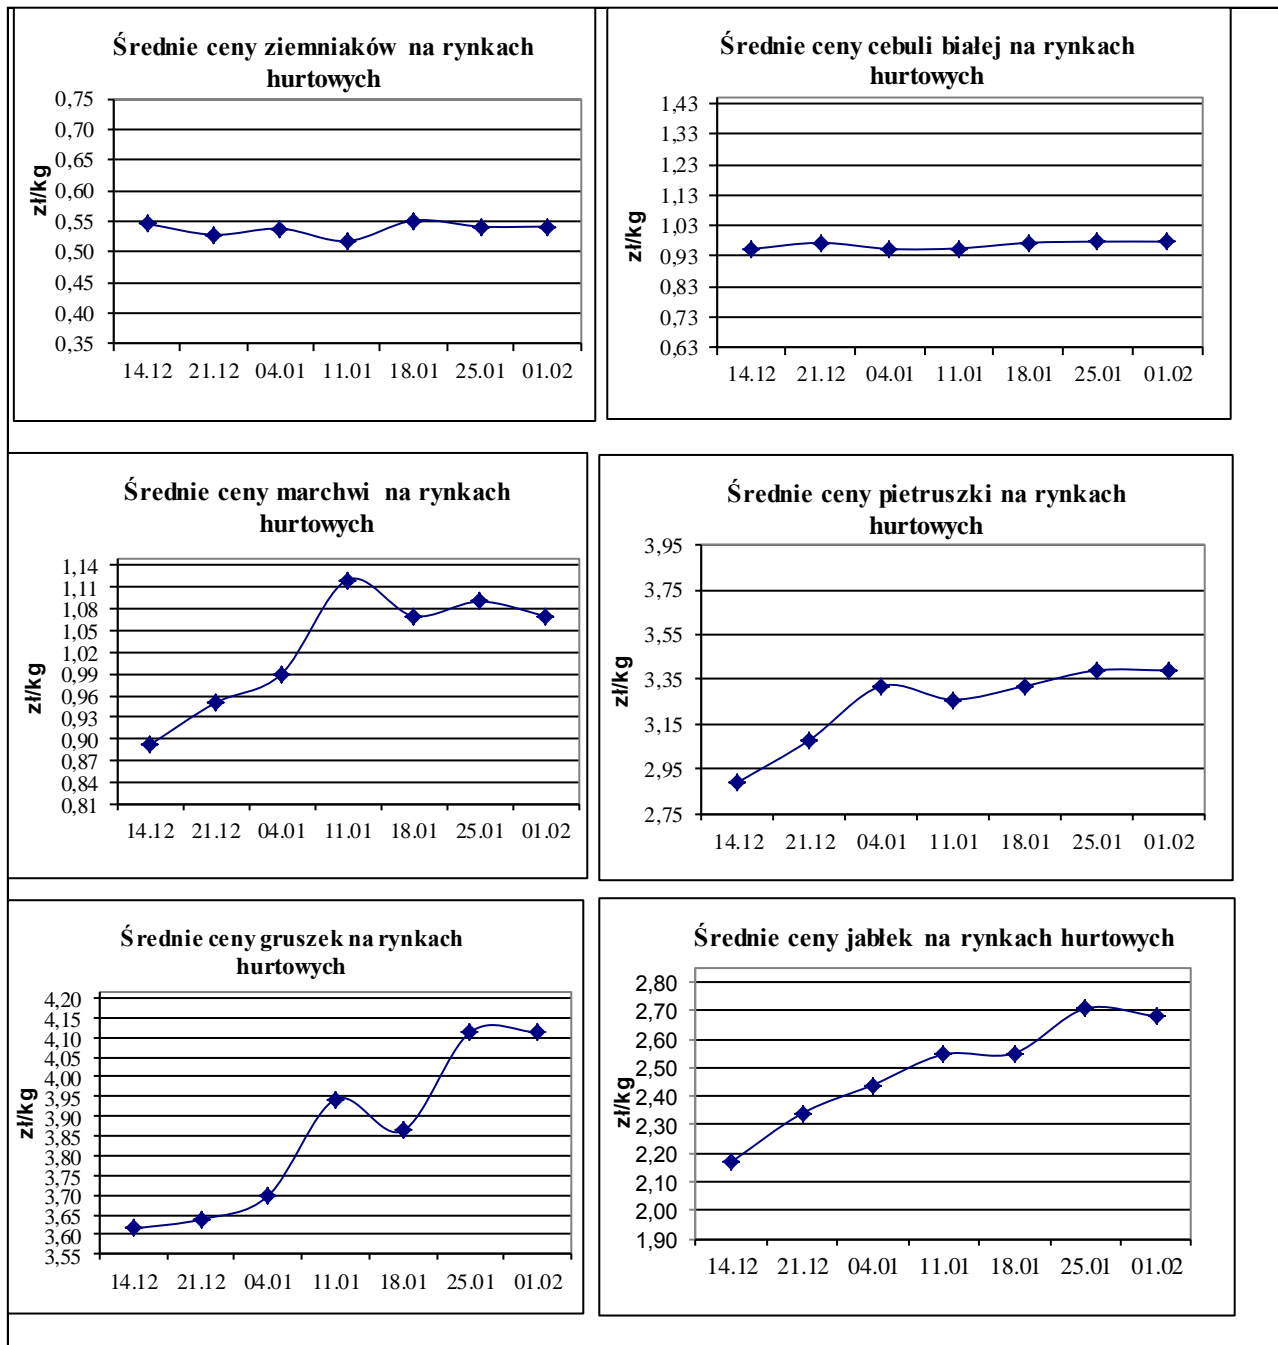 Średnie ceny ziemniaków na rynkach
hurtowych
zł/kg
0,75
0,70
0,65
0,60
0,55
0,50
0,45
0,40
0,35
14.12 21.12 04.01 11.01 18.01 25.01 01.02
Średnie ceny cebuli białej na rynkach
hurtowych
zł/kg
1,43
1,33
1,23
1,13
1,03
0,93
0,83
0,73
0,63
14.12 21.12 04.01 11.01 18.01 25.01 01.02
Średnie ceny marchwi na rynkach
hurtowych
zł/kg
1,14
1,11
1,08
1,05
1,02
0,99
0,96
0,93
0,90
0,87
0,84
0,81
14.12 21.12 04.01 11.01 18.01 25.01 01.02
Średnie ceny pietruszki na rynkach
hurtowych
zł/kg
3,95
3,75
3,55
3,35
3,15
2,95
2,75
14.12 21.12 04.01 11.01 18.01 25.01 01.02
Średnie ceny gruszek na rynkach
hurtowych
zł/kg
4,20
4,15
4,10
4,05
4,00
3,95
3,90
3,85
3,80
3,75
3,70
3,65
3,60
3,55
14.12 21.12 04.01 11.01 18.01 25.01 01.02
Średnie ceny jabłek na rynkach hurtowych
zł/kg
2,80
2,70
2,60
2,50
2,40
2,30
2,20
2,10
2,00
1,90
14.12 21.12 04.01 11.01 18.01 25.01 01.02